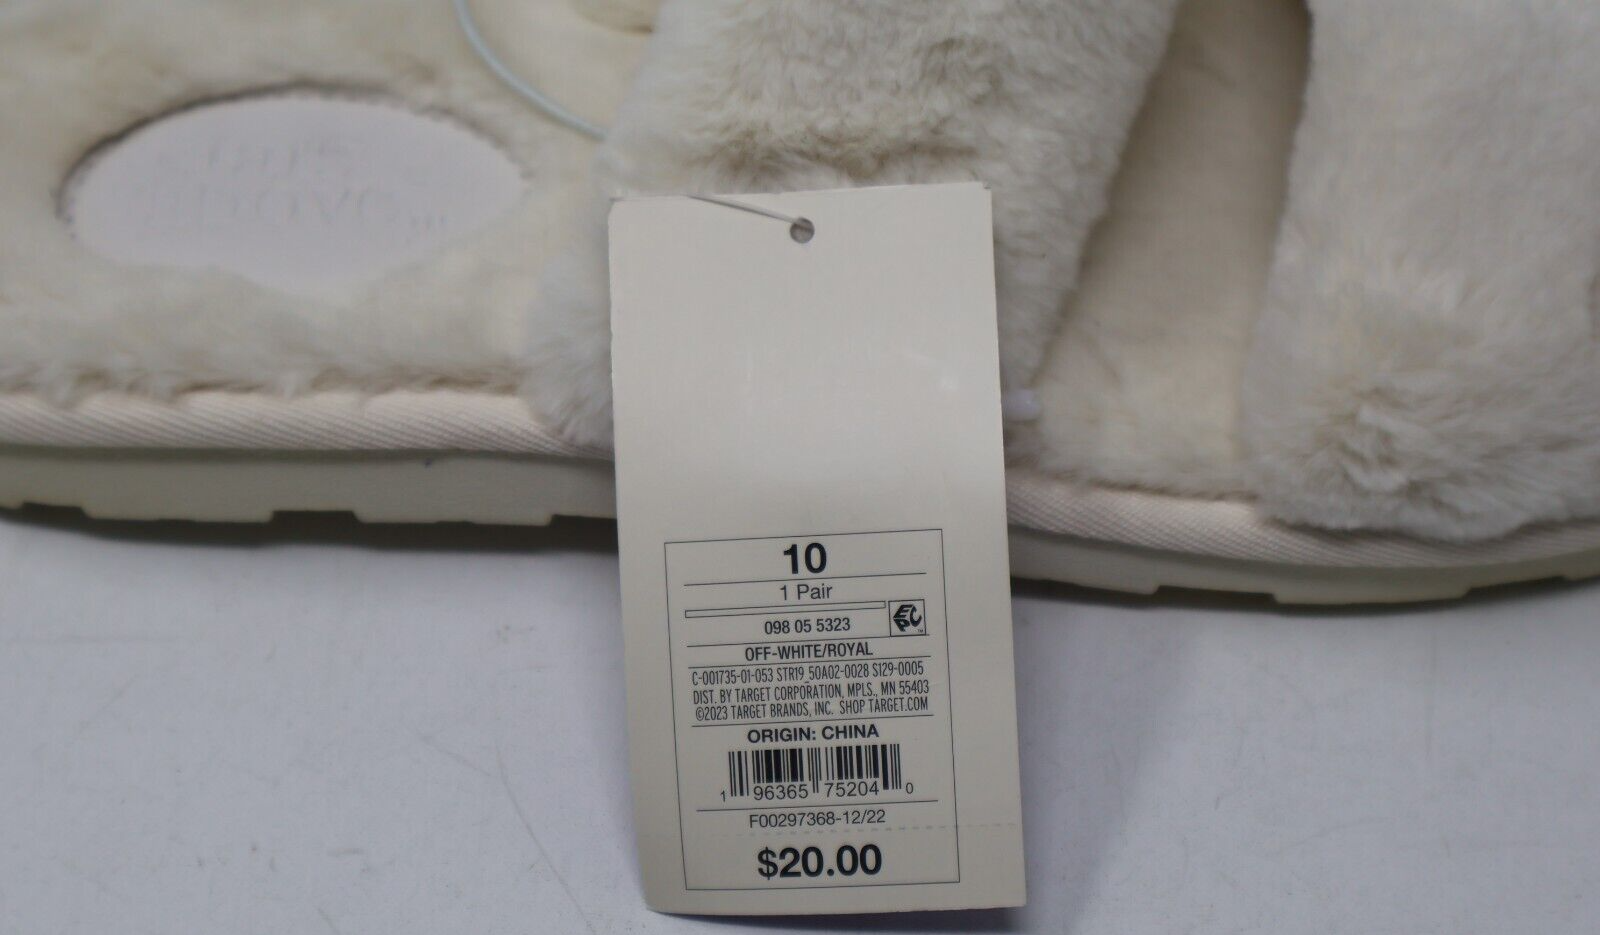 10
1 Pair
098 05 5323
EPC™
OFF-WHITE/ROYAL
C-001735-01-053 STR19_50A02-0028 S129-0005
DIST. BY TARGET CORPORATION, MPLS., MN 55403
©2023 TARGET BRANDS, INC. SHOP TARGET.COM
ORIGIN: CHINA
1 96365 75204 0
F00297368-12/22
$20.00